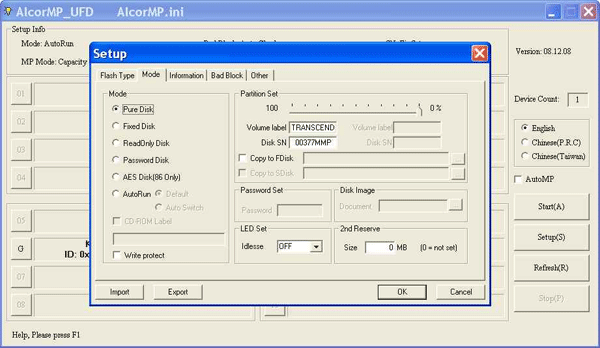 AlcorMP_UFD AlcorMP.ini
Setup Info
Mode: AutoRun
MP Mode: Capacity
Version: 08.12.08
Device Count: 1
English
Chinese(P.R.C)
Chinese(Taiwan)
AutoMP
Start(A)
Setup(S)
Refresh(R)
Stop(P)
01
02
03
04
05
G
K
ID: 0x
07
08
Setup
Flash Type Mode Information Bad Block Other
Mode
Pure Disk
Fixed Disk
ReadOnly Disk
Password Disk
AES Disk(86 Only)
AutoRun Default
Auto Switch
CD-ROM Label
Write protect
Partition Set
100 0 %
Volume label TRANSCEND Volume label
Disk SN 00377MMP Disk SN
Copy to FDisk ...
Copy to SDisk ...
Password Set
Password
Disk Image
Document
LED Set
Idlesse OFF
2nd Reserve
Size 0 MB (0 = not set)
Import Export OK Cancel
Help, Please press F1